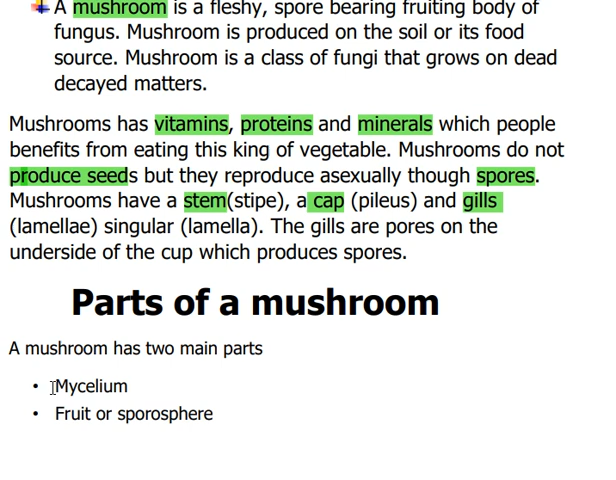 A mushroom is a fleshy, spore bearing fruiting body of
fungus. Mushroom is produced on the soil or its food
source. Mushroom is a class of fungi that grows on dead
decayed matters.
Mushrooms has vitamins, proteins and minerals which people
benefits from eating this king of vegetable. Mushrooms do not
produce seeds but they reproduce asexually though spores.
Mushrooms have a stem(stipe), a cap (pileus) and gills
(lamellae) singular (lamella). The gills are pores on the
underside of the cup which produces spores.
Parts of a mushroom
A mushroom has two main parts
• Mycelium
• Fruit or sporosphere